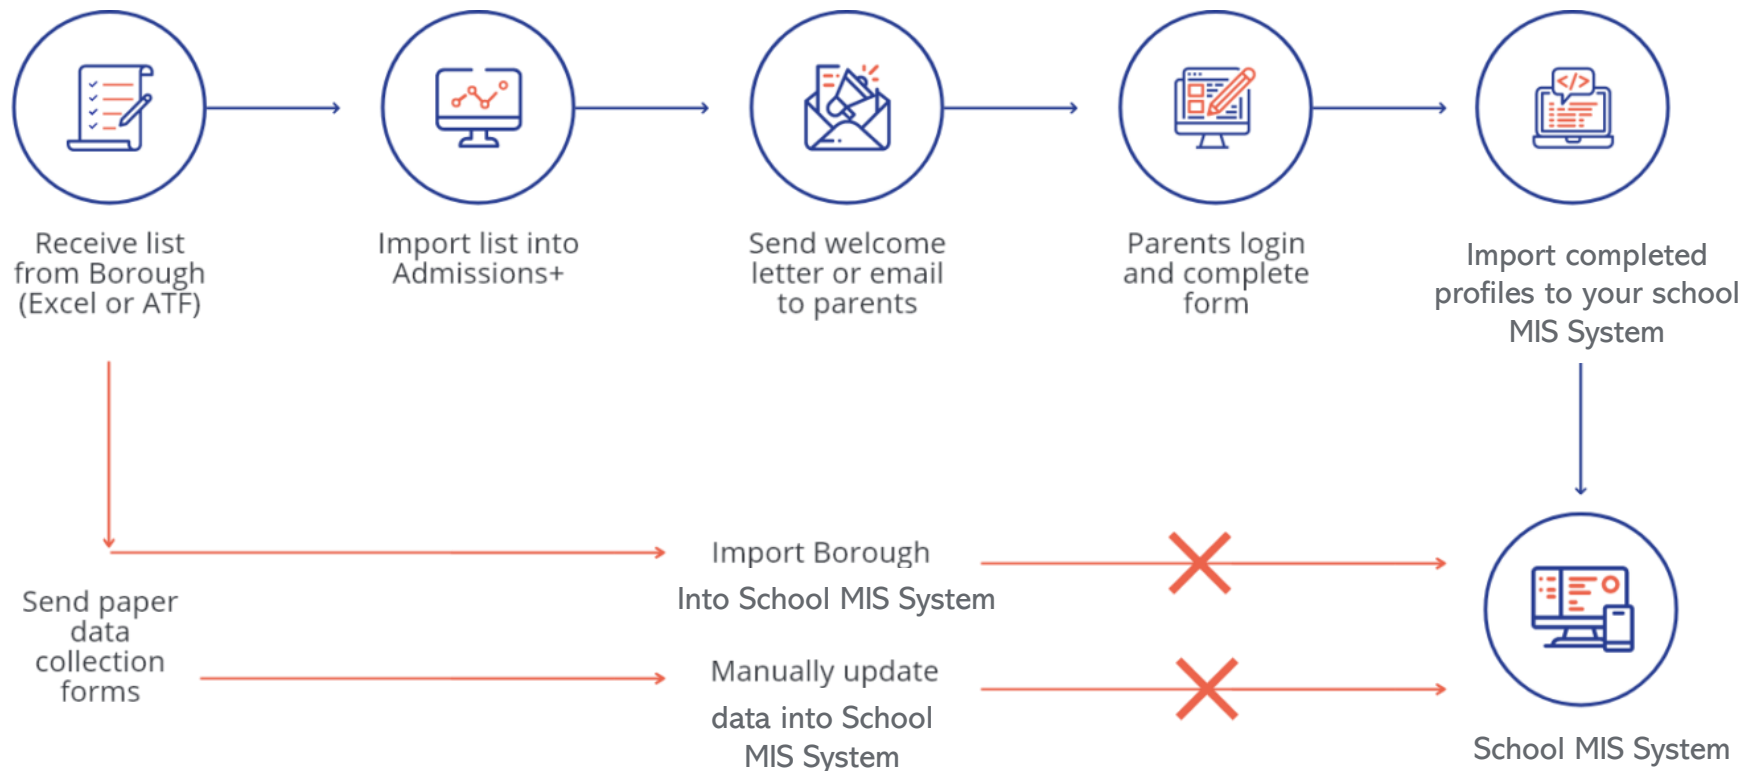 Receive list
from Borough
(Excel or ATF)
Import list into
Admissions+
Send welcome
letter or email
to parents
Parents login
and complete
form
Import completed
profiles to your school
MIS System
</>
Send paper
data
collection
forms
Import Borough
Into School MIS System
Manually update
data into School
MIS System
School MIS System